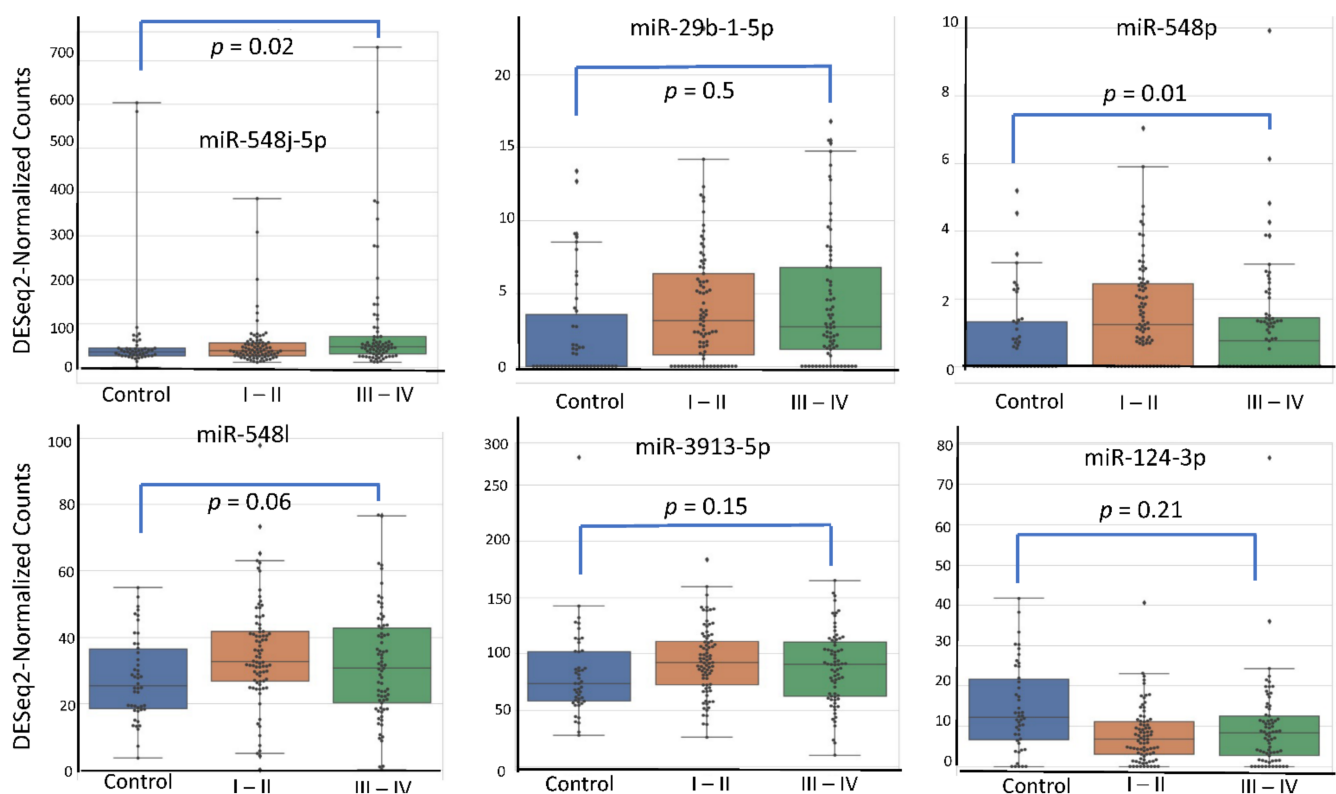 DESeq2-Normalized Counts
700
600
500
400
300
200
100
0
p = 0.02
miR-548j-5p
Control
I – II
III – IV
miR-29b-1-5p
20
15
10
5
0
p = 0.5
Control
I – II
III – IV
miR-548p
10
8
6
4
2
0
p = 0.01
Control
I – II
III – IV
DESeq2-Normalized Counts
miR-548l
100
80
60
40
20
0
p = 0.06
Control
I – II
III – IV
miR-3913-5p
300
250
200
150
100
50
0
p = 0.15
Control
I – II
III – IV
miR-124-3p
80
70
60
50
40
30
20
10
0
p = 0.21
Control
I – II
III – IV